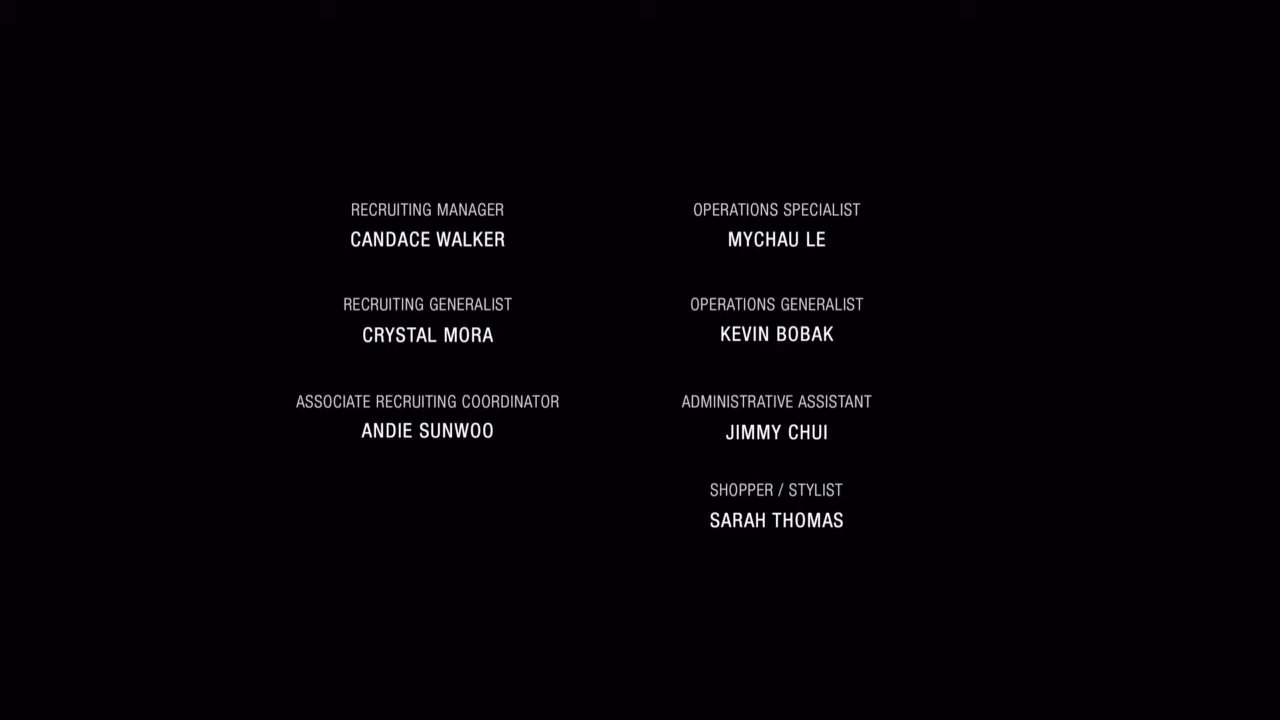 RECRUITING MANAGER
CANDACE WALKER
RECRUITING GENERALIST
CRYSTAL MORA
ASSOCIATE RECRUITING COORDINATOR
ANDIE SUNWOO
OPERATIONS SPECIALIST
MYCHAU LE
OPERATIONS GENERALIST
KEVIN BOBAK
ADMINISTRATIVE ASSISTANT
JIMMY CHUI
SHOPPER / STYLIST
SARAH THOMAS